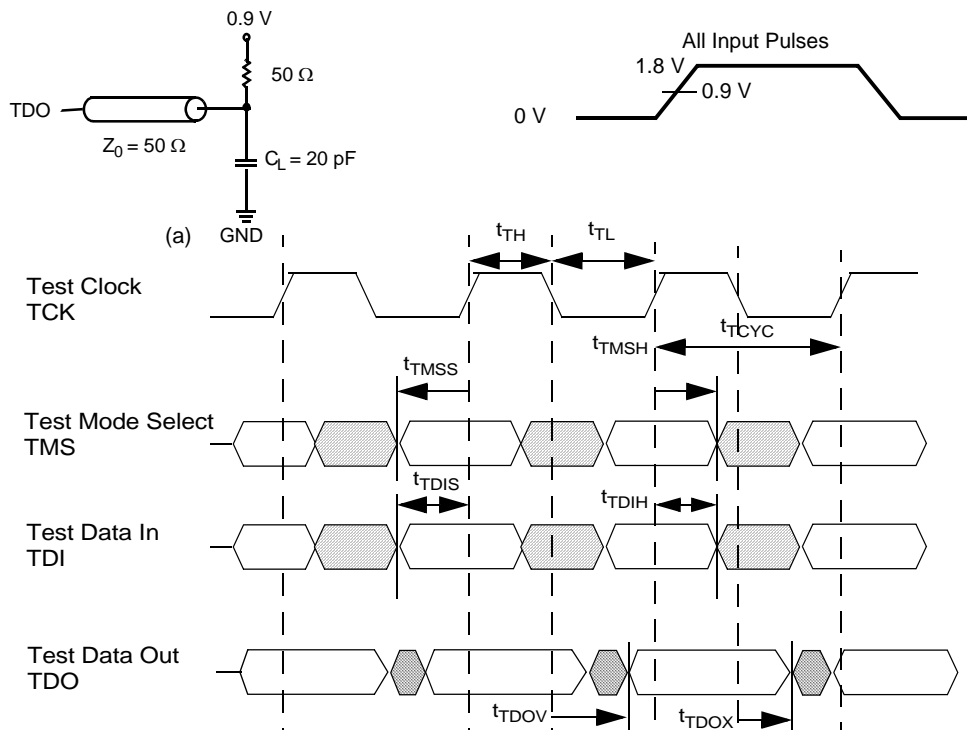 0.9 V
50 Ω
TDO
Z0 = 50 Ω
CL = 20 pF
(a)
GND
All Input Pulses
1.8 V
0.9 V
0 V
tTH
tTL
Test Clock
TCK
tTCYC
tTMSH
tTMSS
Test Mode Select
TMS
tTDIS
tTDIH
Test Data In
TDI
Test Data Out
TDO
tTDOV
tTDOX